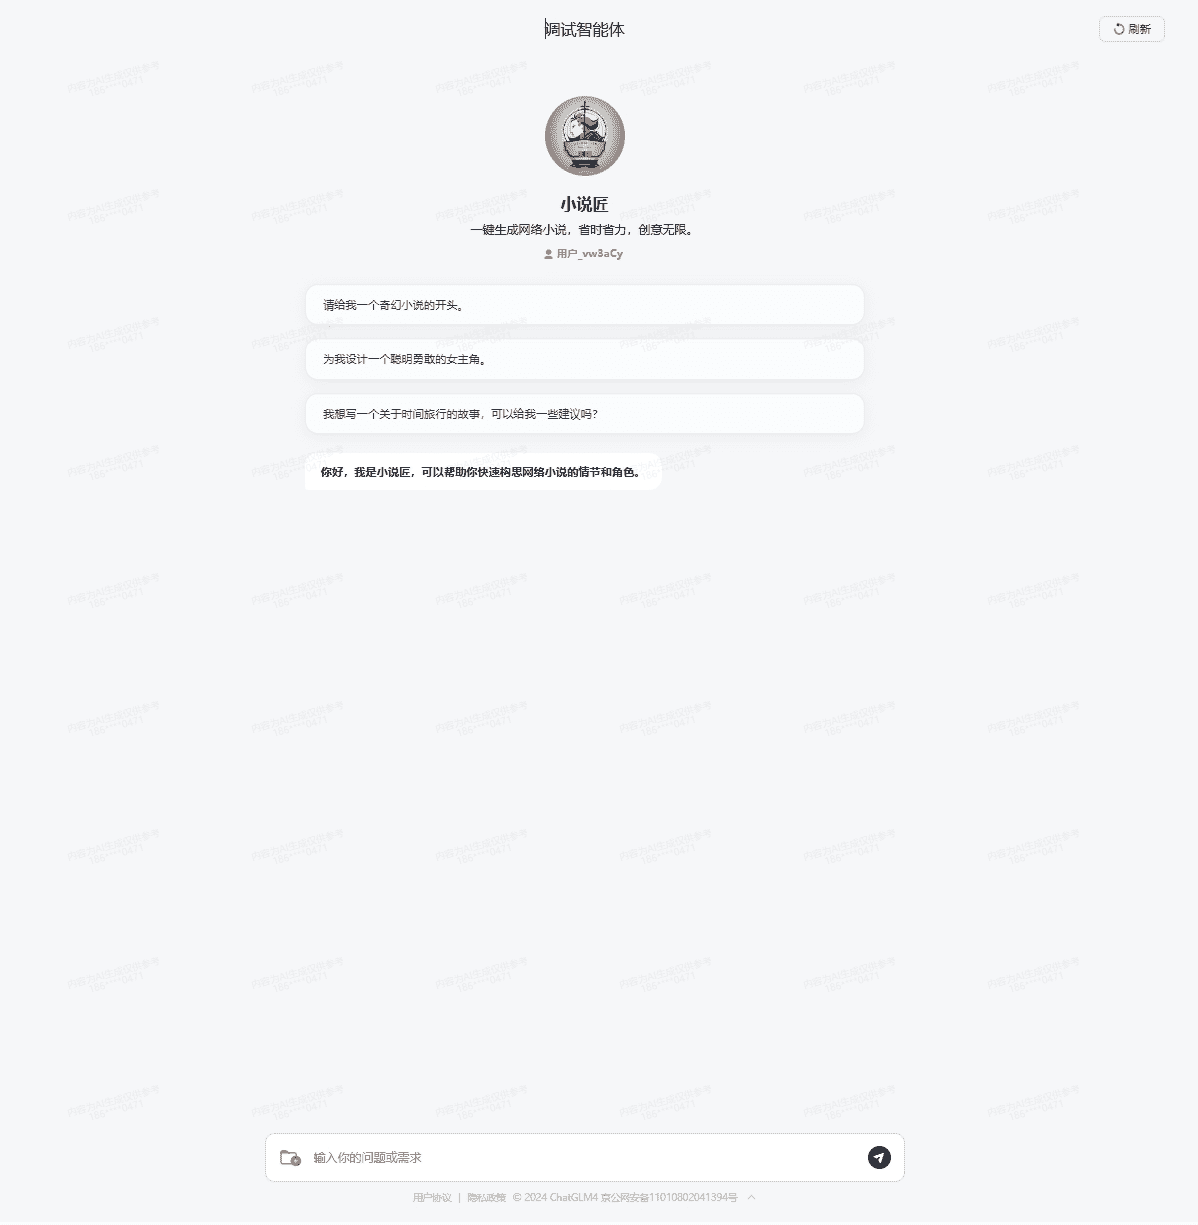 调试智能体
刷新
小说匠
一键生成网络小说，省时省力，创意无限。
用户_vw3aCy
请给我一个奇幻小说的开头。
为我设计一个聪明勇敢的女主角。
我想写一个关于时间旅行的故事，可以给我一些建议吗？
你好，我是小说匠，可以帮助你快速构思网络小说的情节和角色。
输入你的问题或需求
用户协议 | 隐私政策 © 2024 ChatGLM4 京公网安备11010802041394号